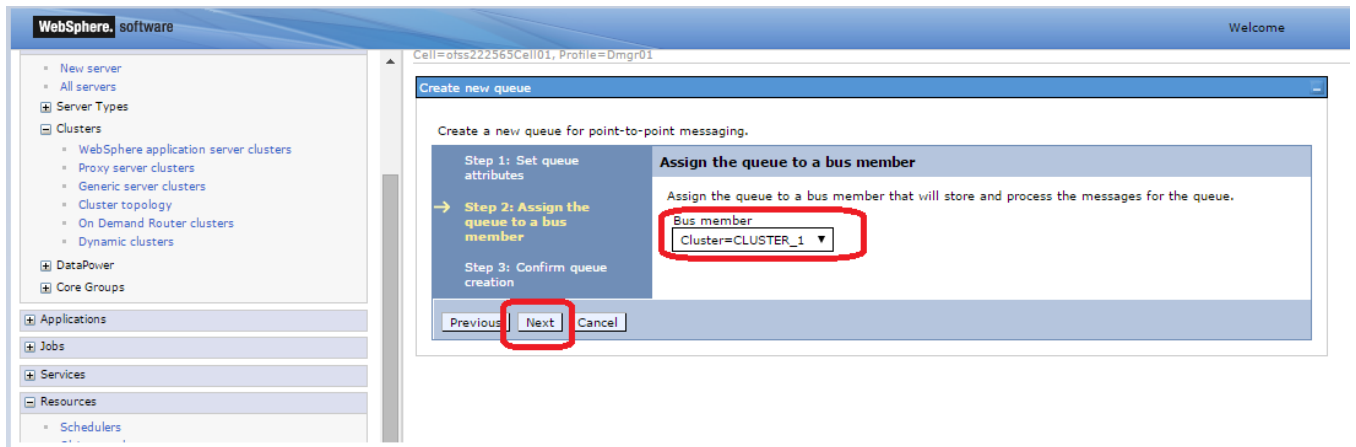 WebSphere. software
Welcome
New server
All servers
Server Types
Clusters
WebSphere application server clusters
Proxy server clusters
Generic server clusters
Cluster topology
On Demand Router clusters
Dynamic clusters
DataPower
Core Groups
Applications
Jobs
Services
Resources
Schedulers
Cell=otss222565Cell01, Profile=Dmgr01
Create new queue
Create a new queue for point-to-point messaging.
Step 1: Set queue
attributes
Step 2: Assign the
queue to a bus
member
Step 3: Confirm queue
creation
Assign the queue to a bus member
Assign the queue to a bus member that will store and process the messages for the queue.
Bus member
Cluster=CLUSTER_1
Previous Next Cancel